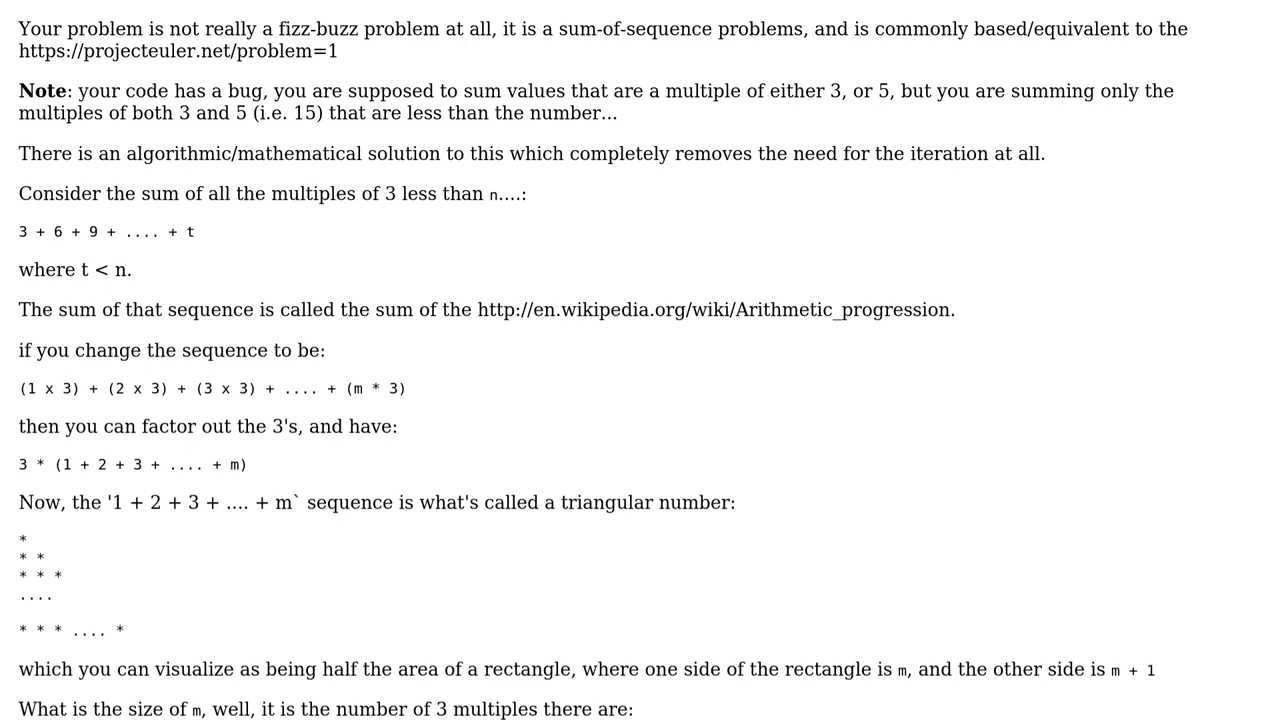 Your problem is not really a fizz-buzz problem at all, it is a sum-of-sequence problems, and is commonly based/equivalent to the
https://projecteuler.net/problem=1
Note: your code has a bug, you are supposed to sum values that are a multiple of either 3, or 5, but you are summing only the
multiples of both 3 and 5 (i.e. 15) that are less than the number...
There is an algorithmic/mathematical solution to this which completely removes the need for the iteration at all.
Consider the sum of all the multiples of 3 less than n....:
3 + 6 + 9 + .... + t
where t < n.
The sum of that sequence is called the sum of the http://en.wikipedia.org/wiki/Arithmetic_progression.
if you change the sequence to be:
(1 x 3) + (2 x 3) + (3 x 3) + .... + (m * 3)
then you can factor out the 3's, and have:
3 * (1 + 2 + 3 + .... + m)
Now, the '1 + 2 + 3 + .... + m` sequence is what's called a triangular number:
*
* *
* * *
....
* * * .... *
which you can visualize as being half the area of a rectangle, where one side of the rectangle is m, and the other side is m + 1
What is the size of m, well, it is the number of 3 multiples there are: